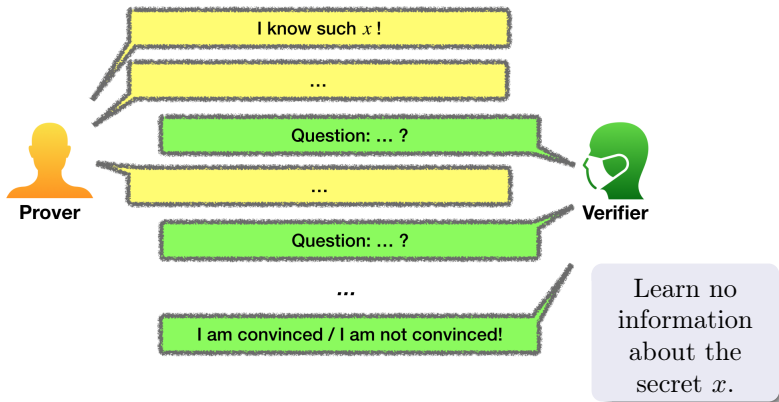 I know such x !
...
Question: ... ?
...
Prover
Verifier
Question: ... ?
...
I am convinced / I am not convinced!
Learn no
information
about the
secret x.